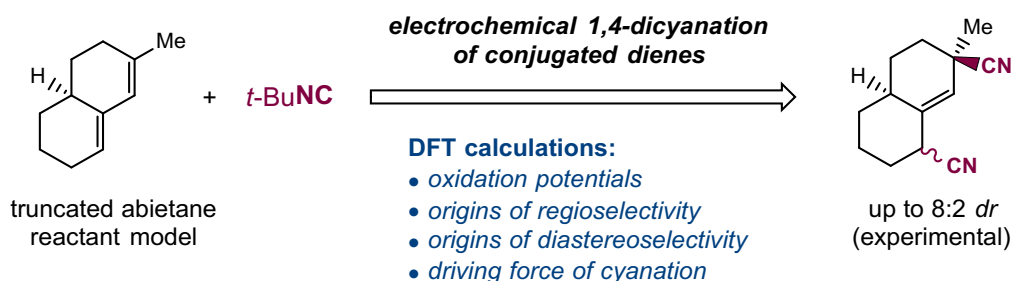 electrochemical 1,4-dicyanation
of conjugated dienes
Me
H
+
t-BuNC
Me
CN
H
CN
DFT calculations:
• oxidation potentials
• origins of regioselectivity
• origins of diastereoselectivity
• driving force of cyanation
truncated abietane
reactant model
up to 8:2 dr
(experimental)